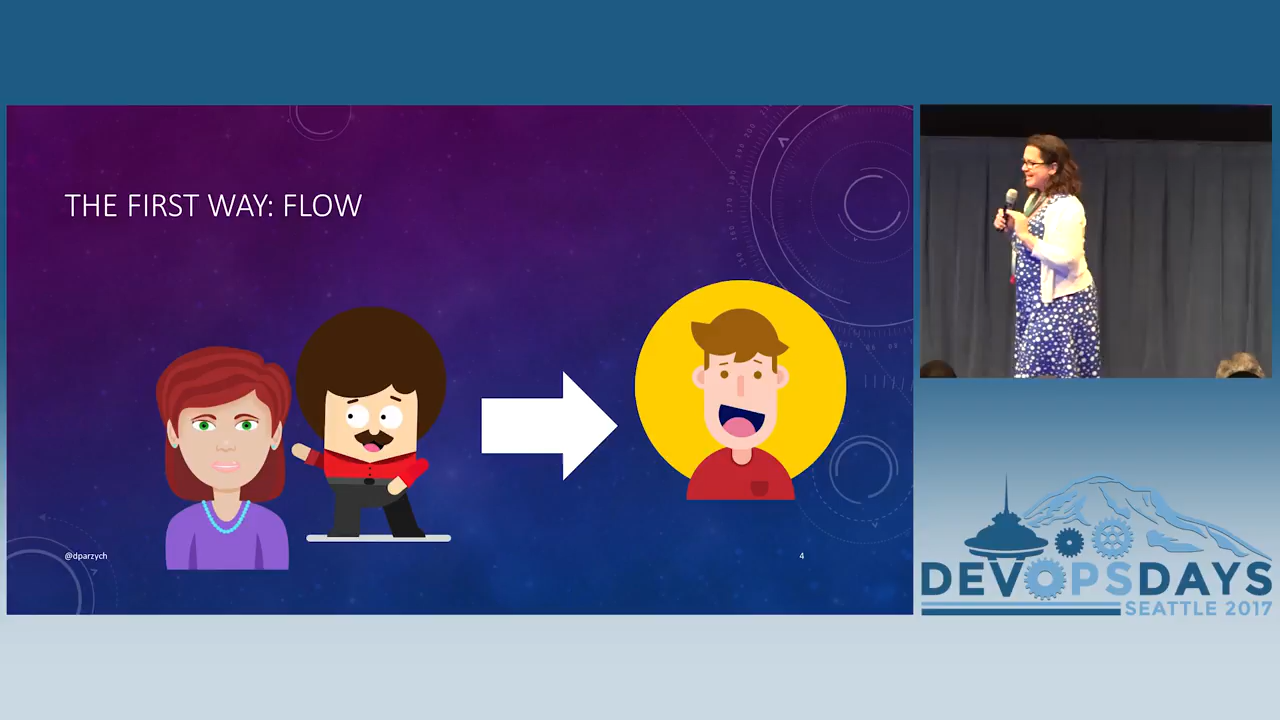 THE FIRST WAY: FLOW
@dparzych
4
DEVOPSDAYS
SEATTLE 2017